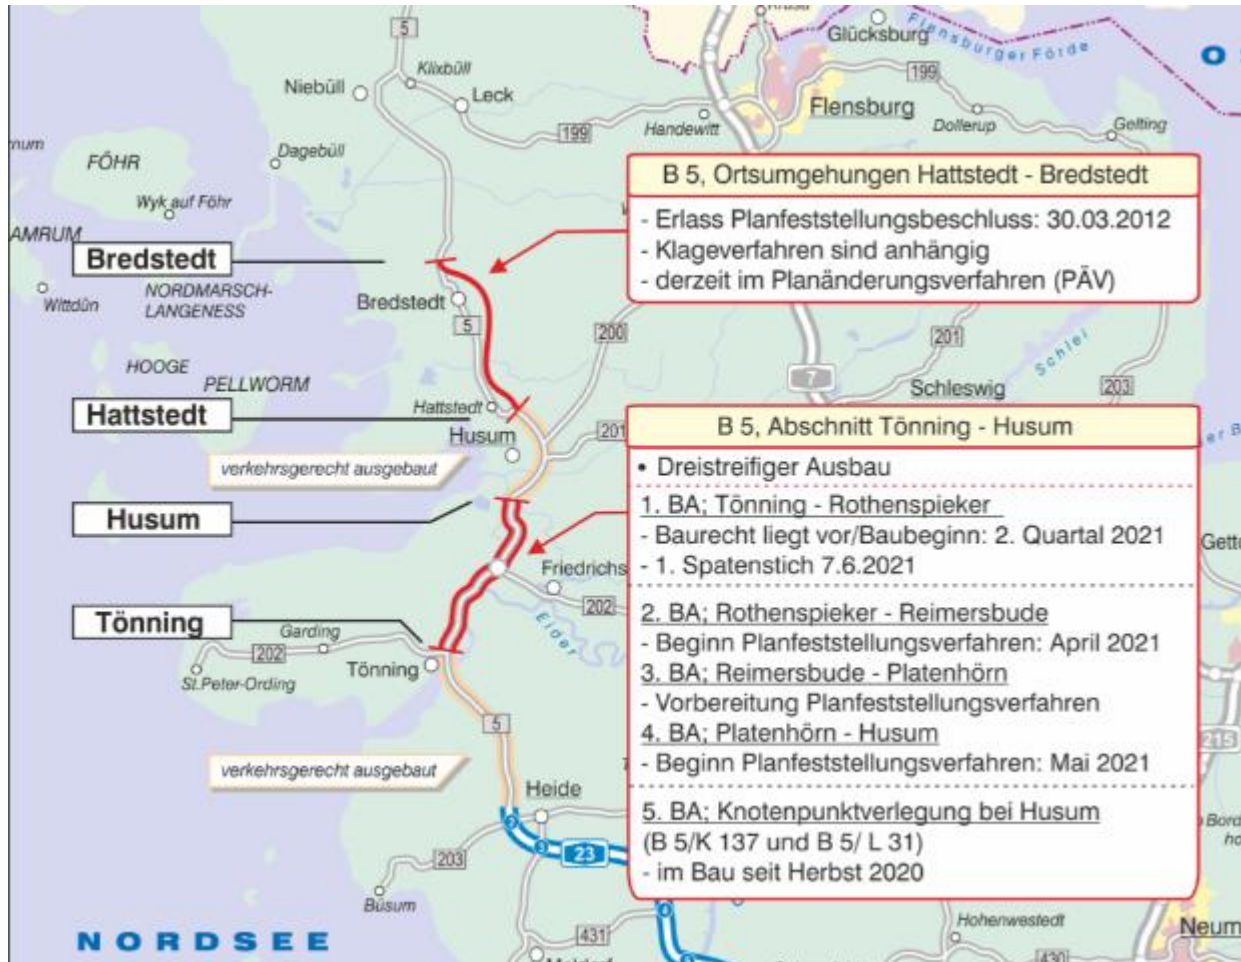 5
Klixbüll
Niebüll
Leck
199
Handewitt
Flensburg
Glücksburg
Flensburger Förde
O
199
Dollerup
Gelting
FÖHR
Dagebüll
Wyk auf Föhr
AMRUM
Wittdün
Bredstedt
NORDMARSCH-
LANGENESS
Bredstedt
5
200
HOOGE
PELLWORM
Hattstedt
Hattstedt
Husum
201
verkehrsgerecht ausgebaut
Husum
Friedrichs
202
Eider
Tönning
Garding
202
Tönning
St.Peter-Ording
5
verkehrsgerecht ausgebaut
Heide
2
3
23
203
Büsum
4
NORDSEE
431
B 5, Ortsumgehungen Hattstedt - Bredstedt
- Erlass Planfeststellungsbeschluss: 30.03.2012
- Klageverfahren sind anhängig
- derzeit im Planänderungsverfahren (PÄV)
201
Schlei
7
Schleswig
203
B 5, Abschnitt Tönning - Husum
• Dreistreifiger Ausbau
1. BA; Tönning - Rothenspieker
- Baurecht liegt vor/Baubeginn: 2. Quartal 2021
- 1. Spatenstich 7.6.2021
2. BA; Rothenspieker - Reimersbude
- Beginn Planfeststellungsverfahren: April 2021
3. BA; Reimersbude - Platenhörn
- Vorbereitung Planfeststellungsverfahren
4. BA; Platenhörn - Husum
- Beginn Planfeststellungsverfahren: Mai 2021
5. BA; Knotenpunktverlegung bei Husum
(B 5/K 137 und B 5/ L 31)
- im Bau seit Herbst 2020
Getto
215
Bord
Hohenwestedt
430
Neum